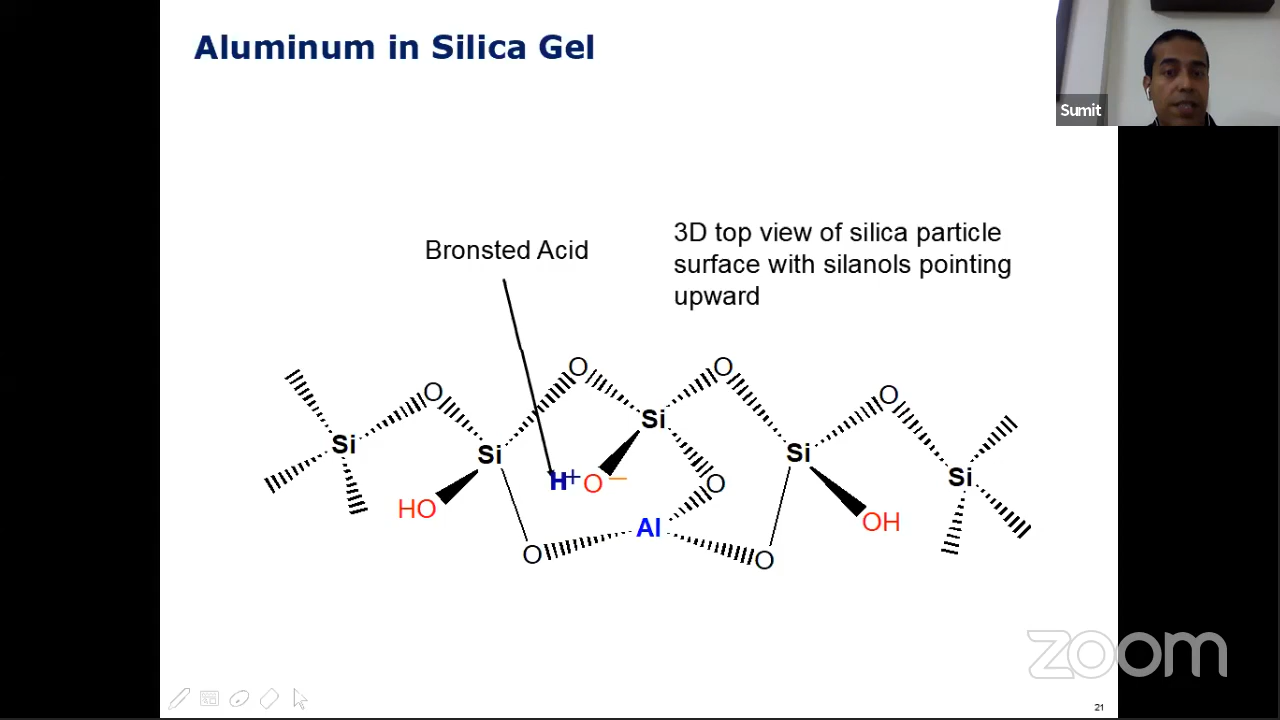 Aluminum in Silica Gel
Sumit
Bronsted Acid
3D top view of silica particle
surface with silanols pointing
upward
O
O
O
O
Si
Si
Si
Si
Si
HO
H+
O−
O
OH
Al
O
O
zoom
21